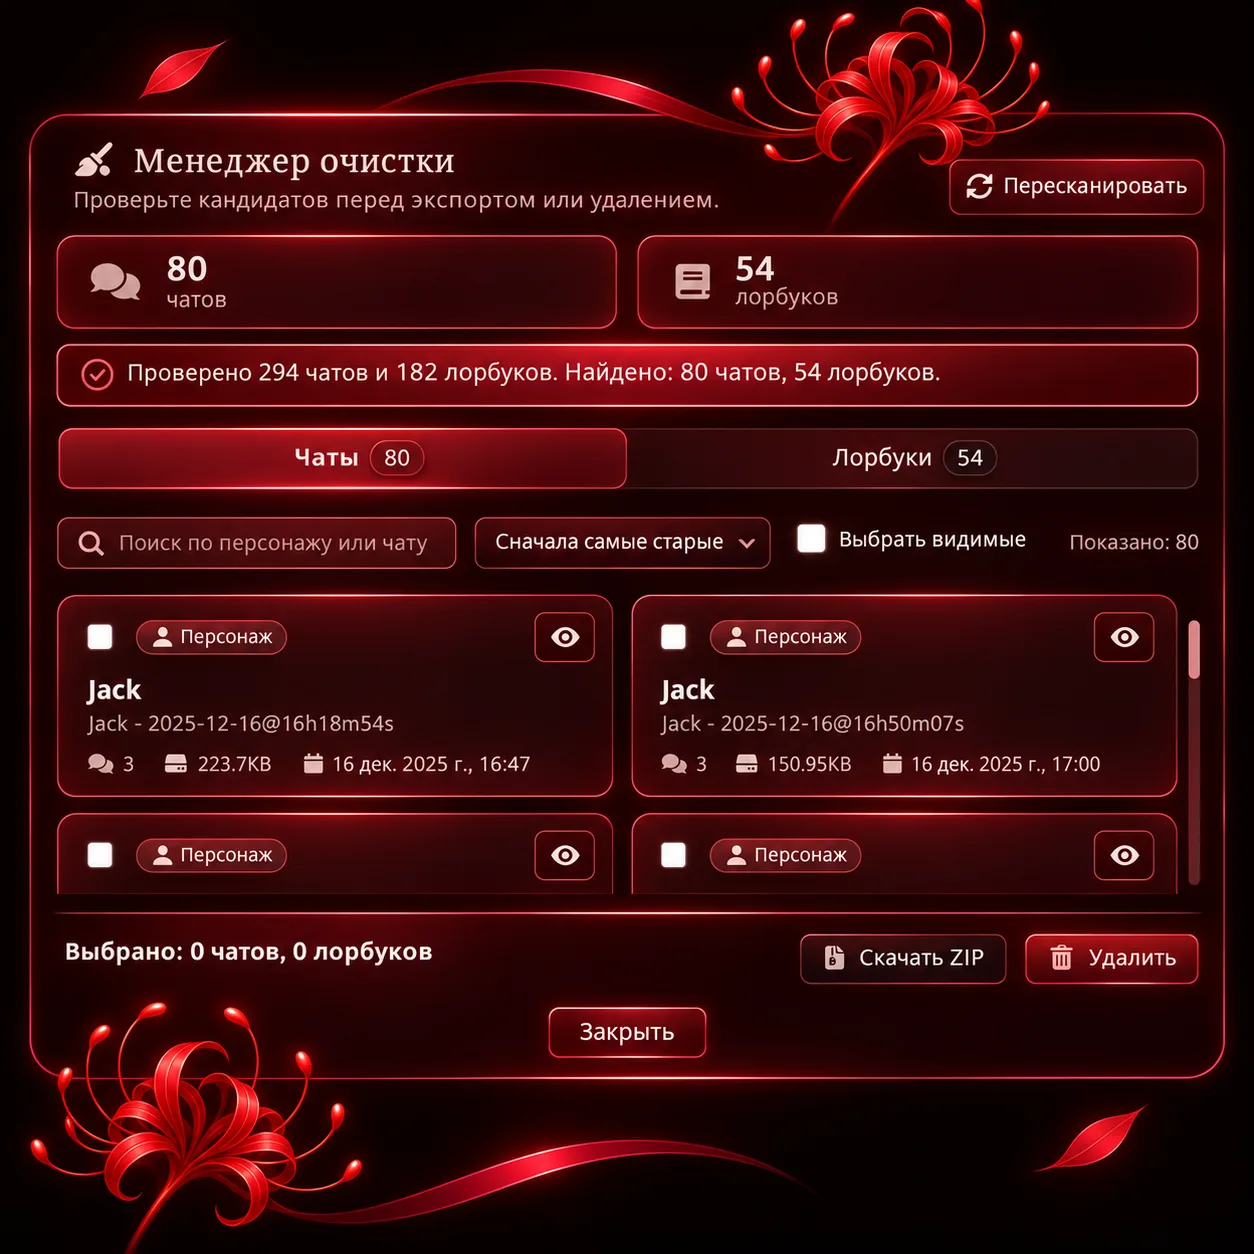 Менеджер очистки
Проверьте кандидатов перед экспортом или удалением.
Пересканировать
80
чатов
54
лорбуков
Проверено 294 чатов и 182 лорбуков. Найдено: 80 чатов, 54 лорбуков.
Чаты 80
Лорбуки 54
Поиск по персонажу или чату
Сначала самые старые
Выбрать видимые
Показано: 80
Персонаж
Jack
Jack - 2025-12-16@16h18m54s
3 223.7KB 16 дек. 2025 г., 16:47
Персонаж
Jack
Jack - 2025-12-16@16h50m07s
3 150.95KB 16 дек. 2025 г., 17:00
Персонаж
Персонаж
Выбрано: 0 чатов, 0 лорбуков
Скачать ZIP
Удалить
Закрыть